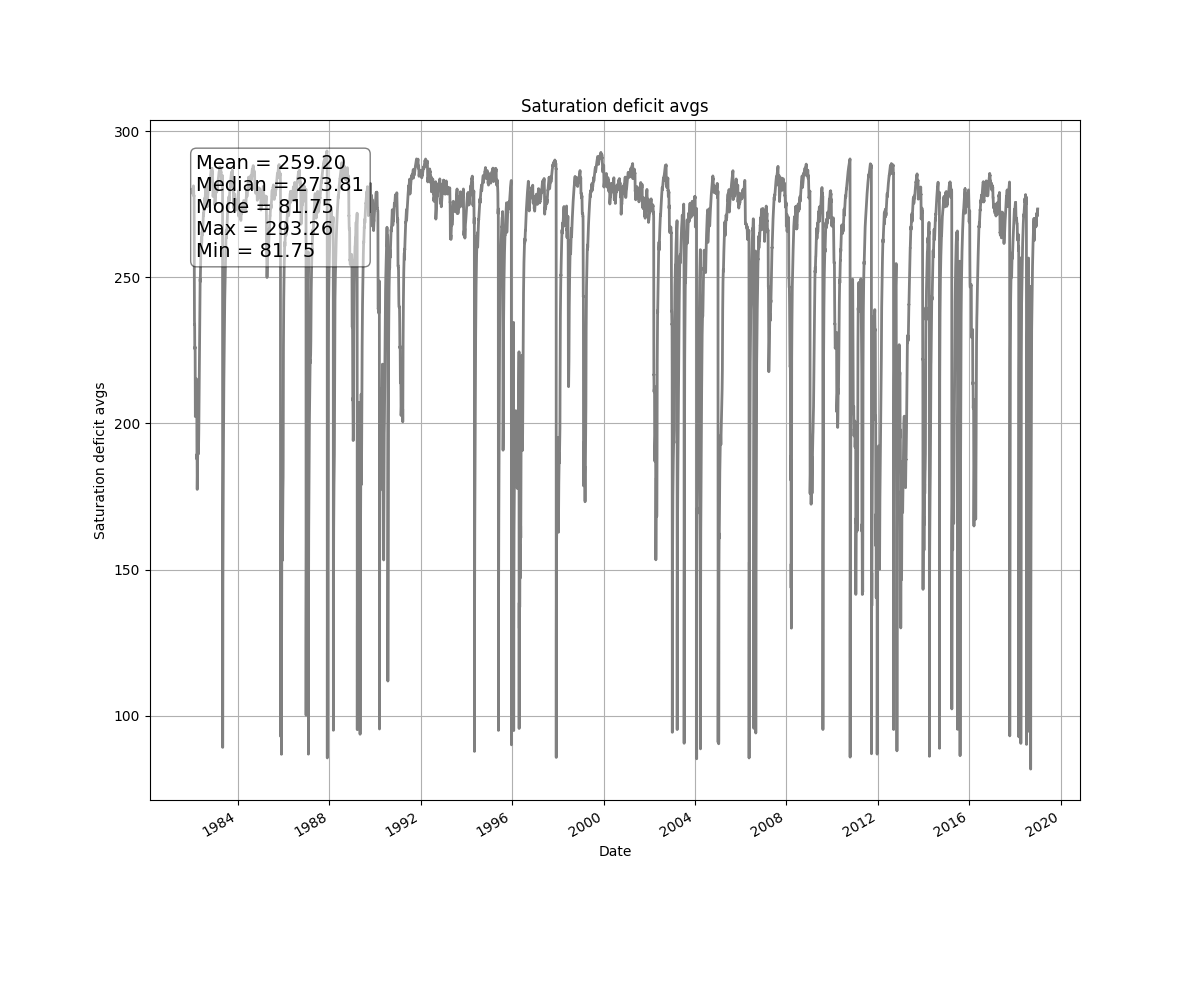 Saturation deficit avgs
300
250
200
150
100
Mean = 259.20
Median = 273.81
Mode = 81.75
Max = 293.26
Min = 81.75
Saturation deficit avgs
1984
1988
1992
1996
2000
2004
2008
2012
2016
2020
Date